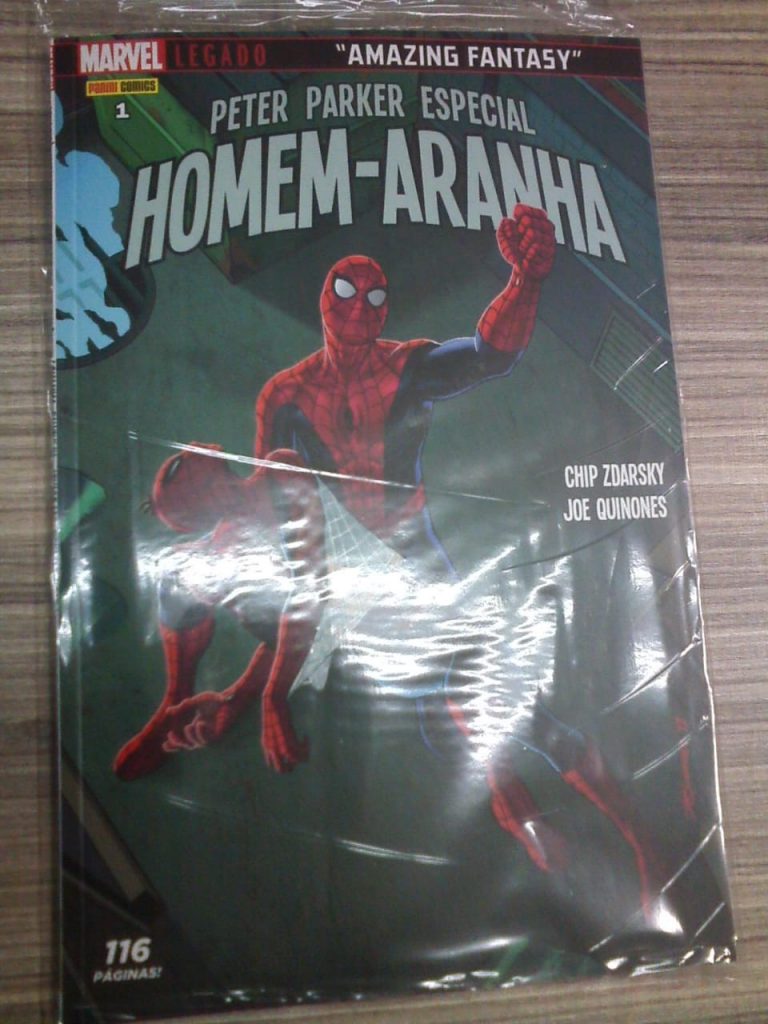 MARVEL LEGADO "AMAZING FANTASY"
PANINI COMICS
1
PETER PARKER ESPECIAL
HOMEM-ARANHA
CHIP ZDARSKY
JOE QUINONES
116
PÁGINAS!